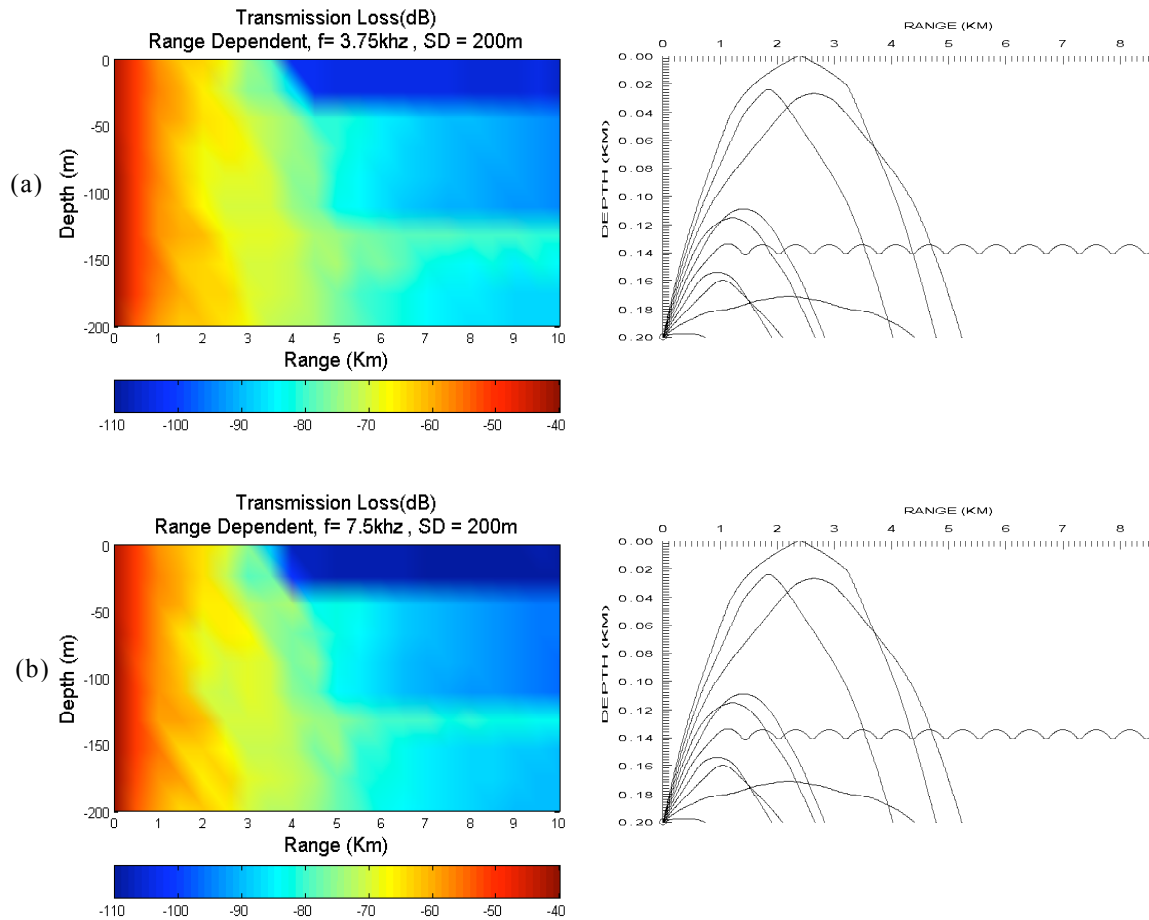 Transmission Loss(dB)
Range Dependent, f= 3.75khz , SD = 200m
(a)
Depth (m)
0
-50
-100
-150
-200
0 1 2 3 4 5 6 7 8 9 10
Range (Km)
-110 -100 -90 -80 -70 -60 -50 -40
RANGE (KM)
0 1 2 3 4 5 6 7 8
DEPTH (KM)
0.00
0.02
0.04
0.06
0.08
0.10
0.12
0.14
0.16
0.18
0.20
Transmission Loss(dB)
Range Dependent, f= 7.5khz , SD = 200m
(b)
Depth (m)
0
-50
-100
-150
-200
0 1 2 3 4 5 6 7 8 9 10
Range (Km)
-110 -100 -90 -80 -70 -60 -50 -40
RANGE (KM)
0 1 2 3 4 5 6 7 8
DEPTH (KM)
0.00
0.02
0.04
0.06
0.08
0.10
0.12
0.14
0.16
0.18
0.20